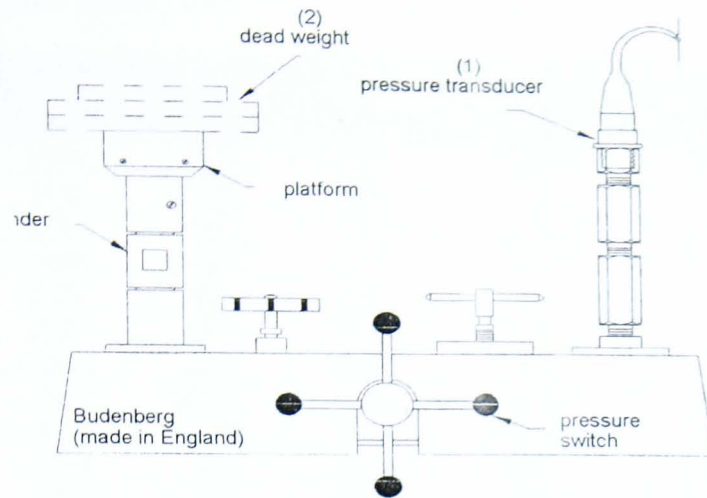 (2)
dead weight
(1)
pressure transducer
platform
nder
Budenberg
(made in England)
pressure
switch